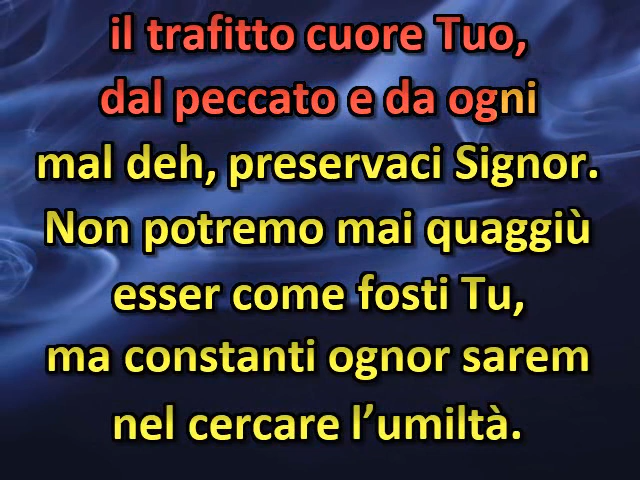 il trafitto cuore Tuo,
dal peccato e da ogni
mal deh, preservaci Signor.
Non potremo mai quaggiù
esser come fosti Tu,
ma constanti ognor sarem
nel cercare l’umiltà.